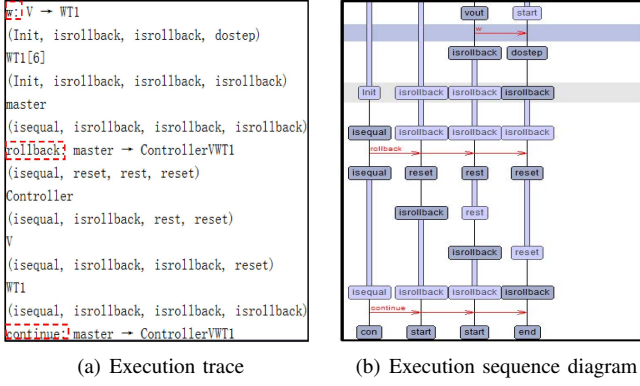 w: V → WT1
(Init, isrollback, isrollback, dostep)
WT1[6]
(Init, isrollback, isrollback, isrollback)
master
(isequal, isrollback, isrollback, isrollback)
rollback: master → ControllerVWT1
(isequal, reset, rest, reset)
Controller
(isequal, isrollback, rest, reset)
V
(isequal, isrollback, isrollback, reset)
WT1
(isequal, isrollback, isrollback, isrollback)
continue: master → ControllerVWT1
(a) Execution trace
vout start
w
isrollback dostep
Init isrollback isrollback isrollback
isequal isrollback isrollback isrollback
rollback
isequal reset rest reset
isrollback rest
isrollback reset
isequal isrollback isrollback isrollback
continue
con start start end
(b) Execution sequence diagram